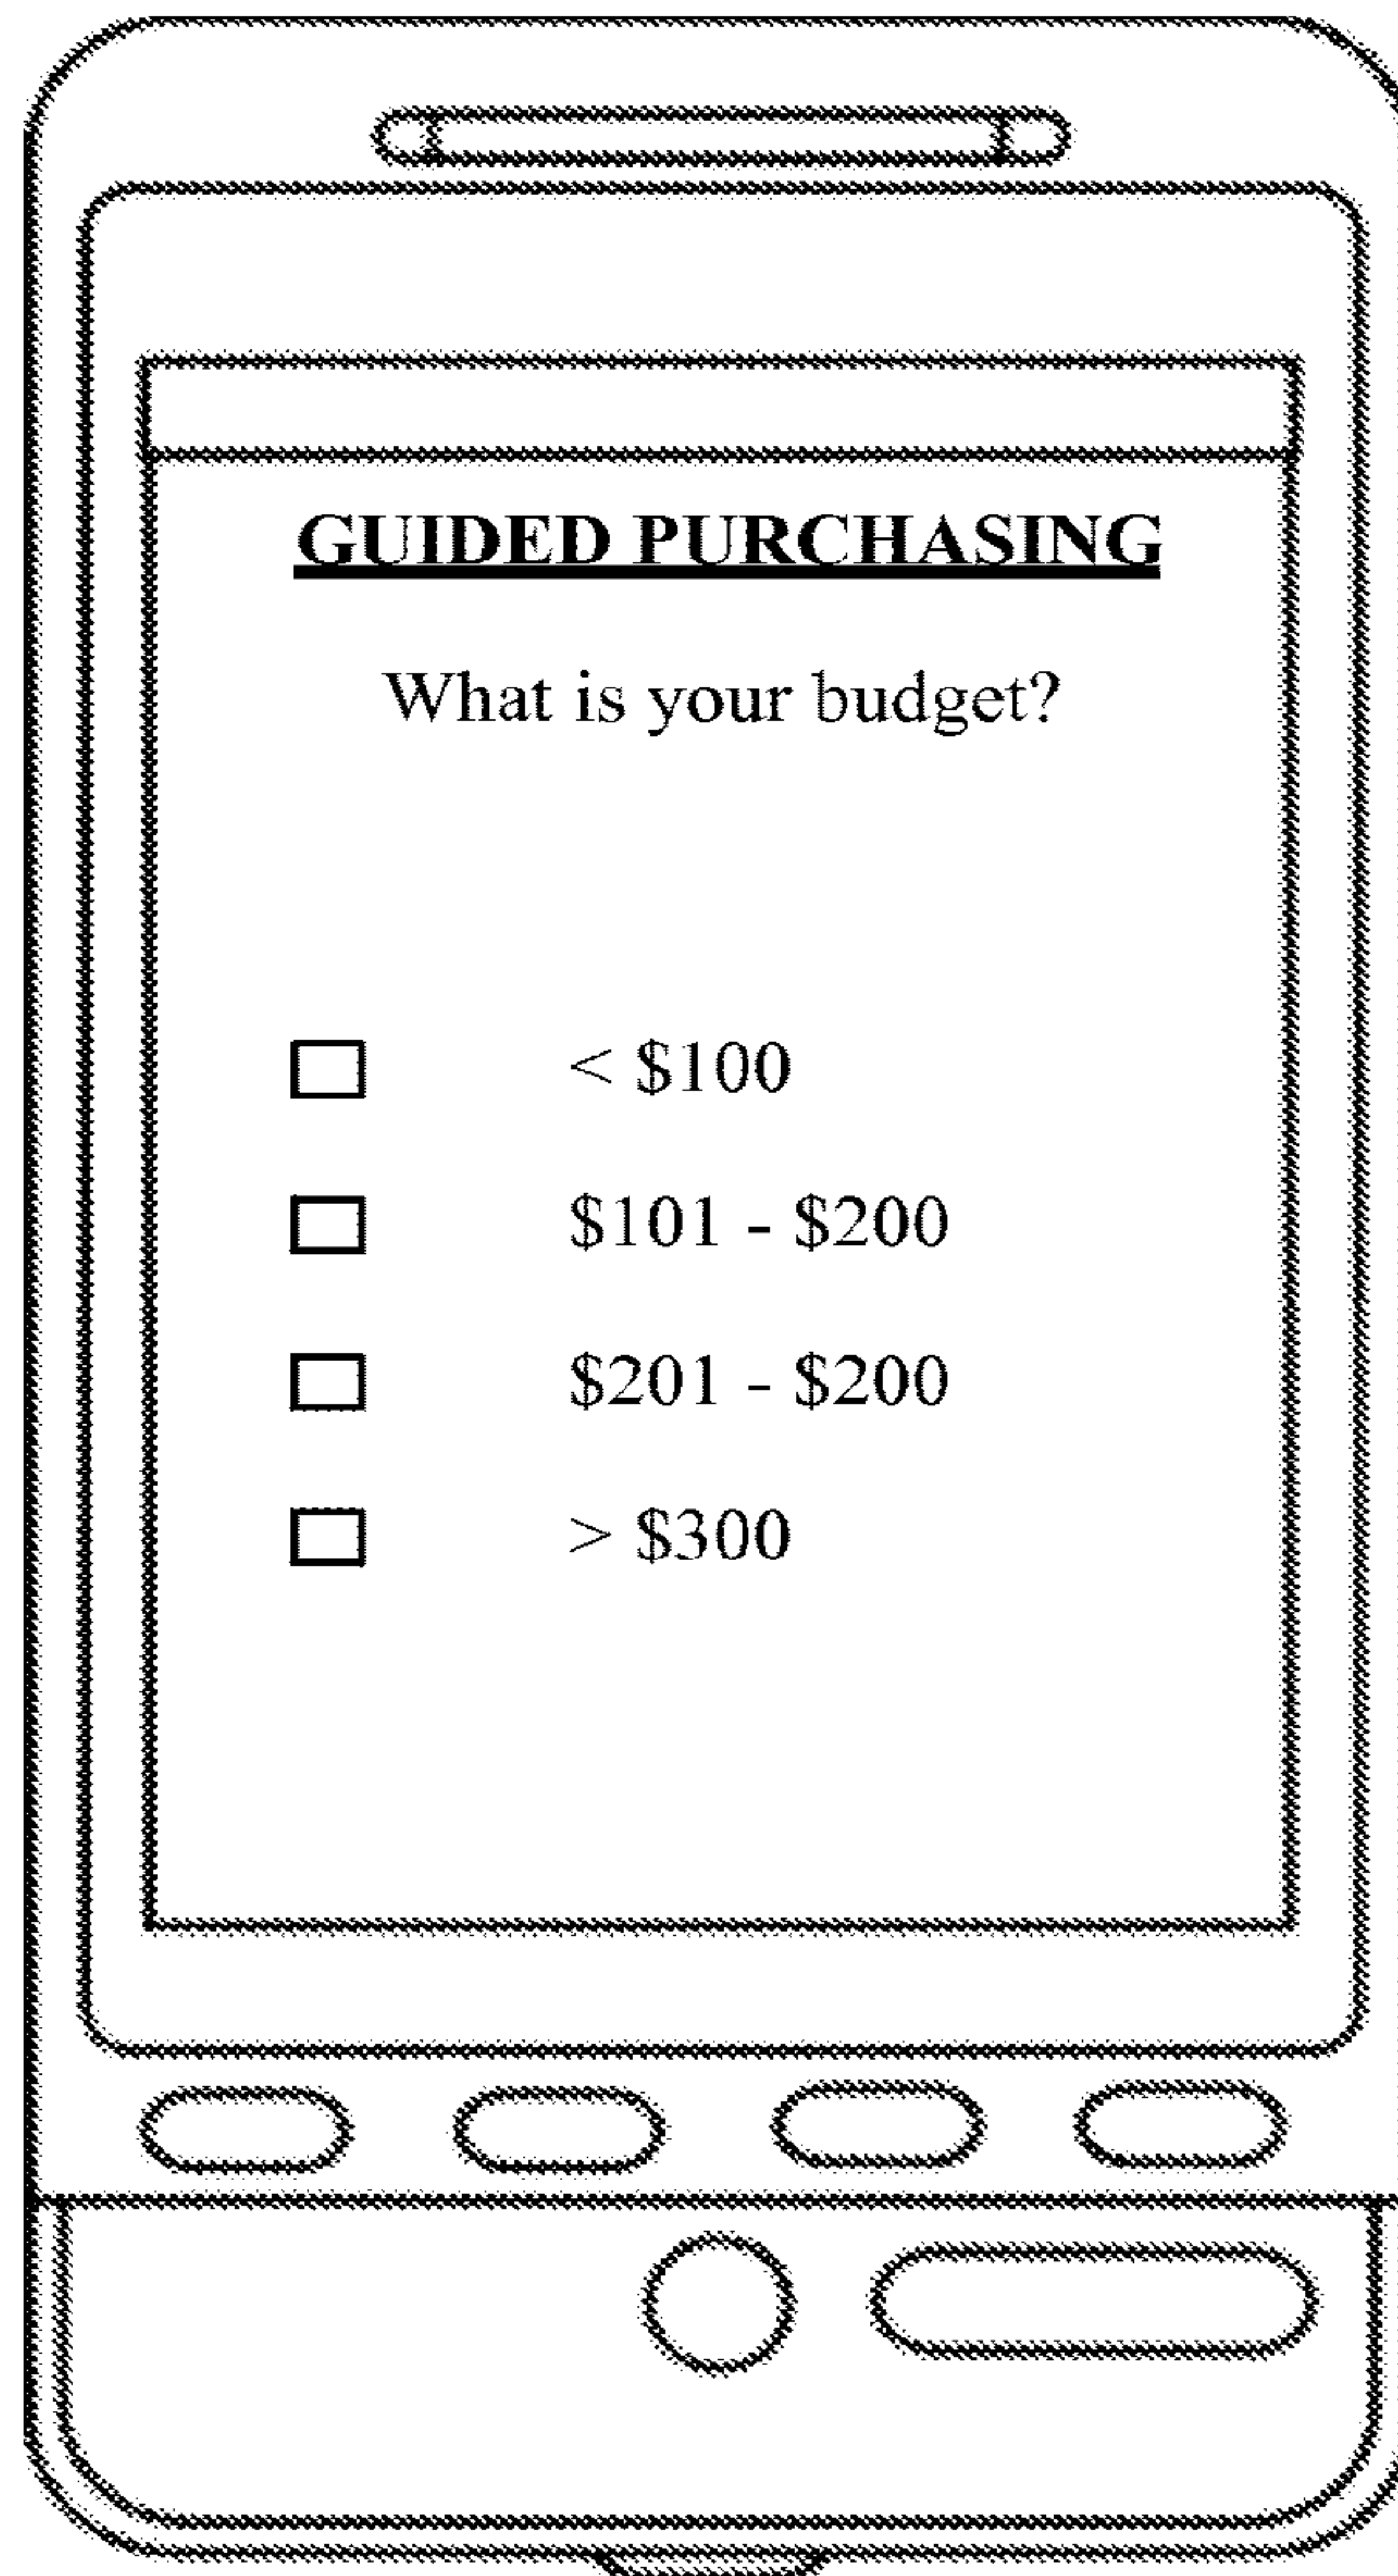 GUIDED PURCHASING
What is your budget?
< $100
$101 - $200
$201 - $200
> $300